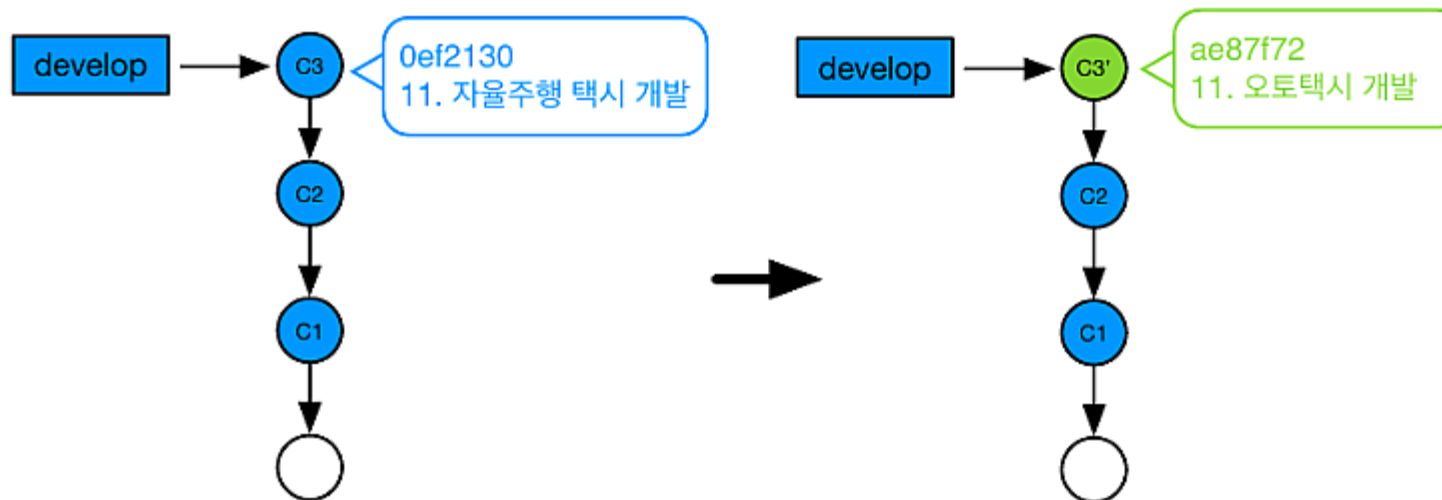 develop
C3
0ef2130
11. 자율주행 택시 개발
C2
C1
develop
C3'
ae87f72
11. 오토택시 개발
C2
C1